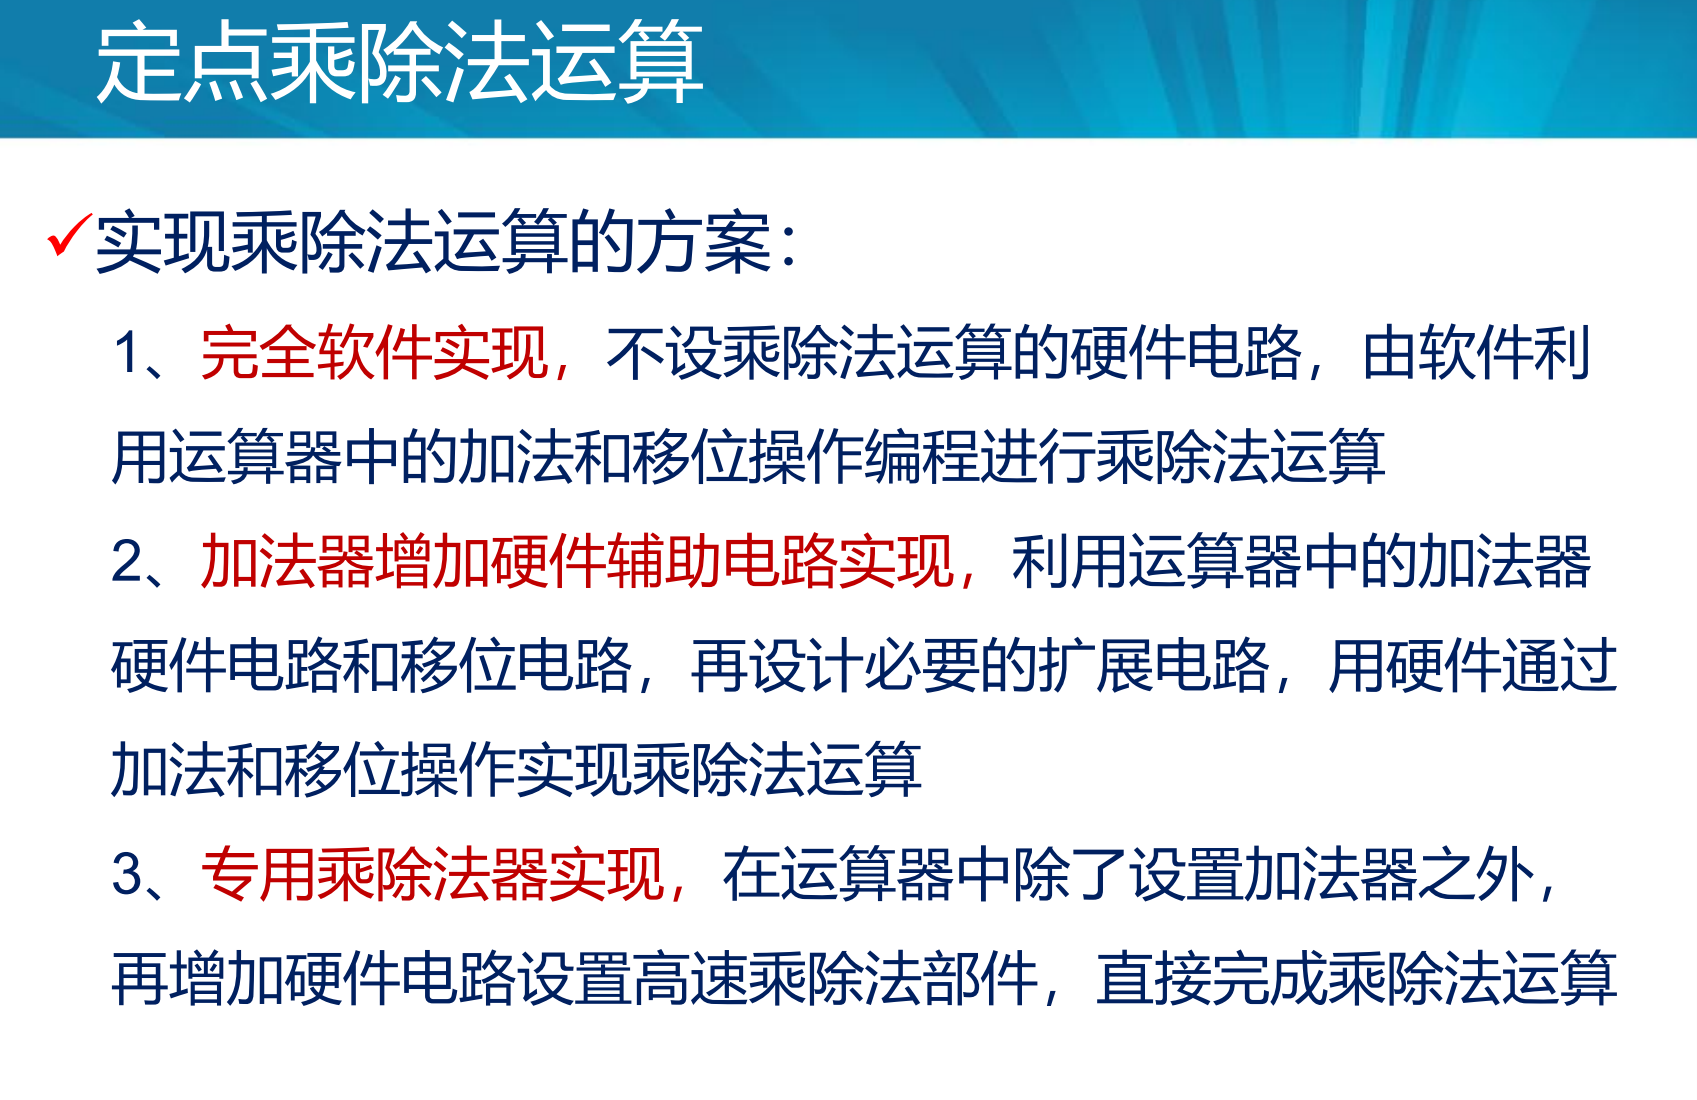 定点乘除法运算
✓实现乘除法运算的方案：
1、完全软件实现，不设乘除法运算的硬件电路，由软件利
用运算器中的加法和移位操作编程进行乘除法运算
2、加法器增加硬件辅助电路实现，利用运算器中的加法器
硬件电路和移位电路，再设计必要的扩展电路，用硬件通过
加法和移位操作实现乘除法运算
3、专用乘除法器实现，在运算器中除了设置加法器之外，
再增加硬件电路设置高速乘除法部件，直接完成乘除法运算